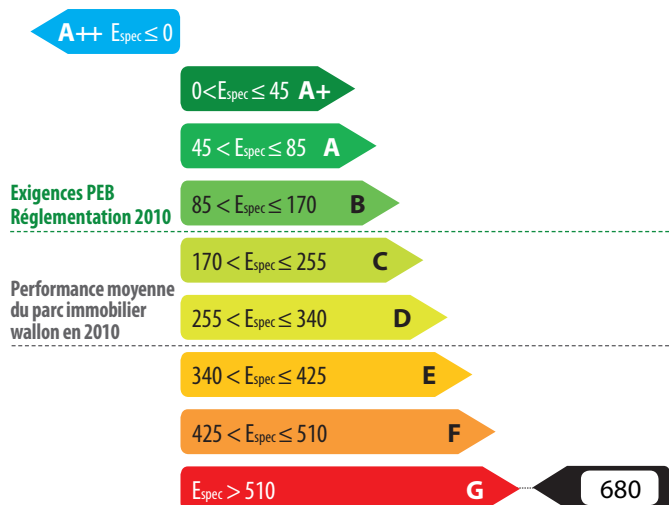 A++ Espec ≤ 0
0<Espec ≤ 45 A+
45 < Espec ≤ 85 A
Exigences PEB
Réglementation 2010
85 < Espec ≤ 170 B
170 < Espec ≤ 255 C
Performance moyenne
du parc immobilier
wallon en 2010
255 < Espec ≤ 340 D
340 < Espec ≤ 425 E
425 < Espec ≤ 510 F
Espec > 510 G
680